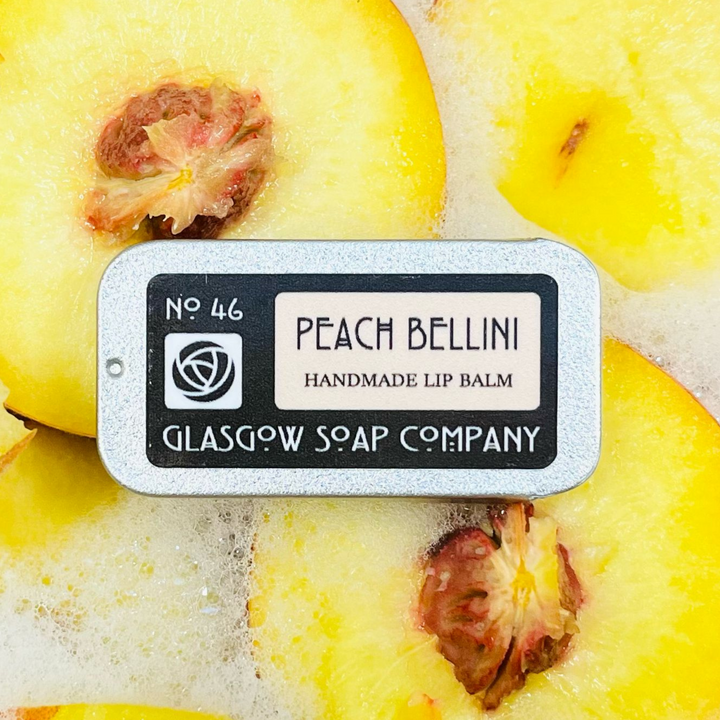 Nº 46
PEACH BELLINI
HANDMADE LIP BALM
GLASGOW SOAP COMPANY